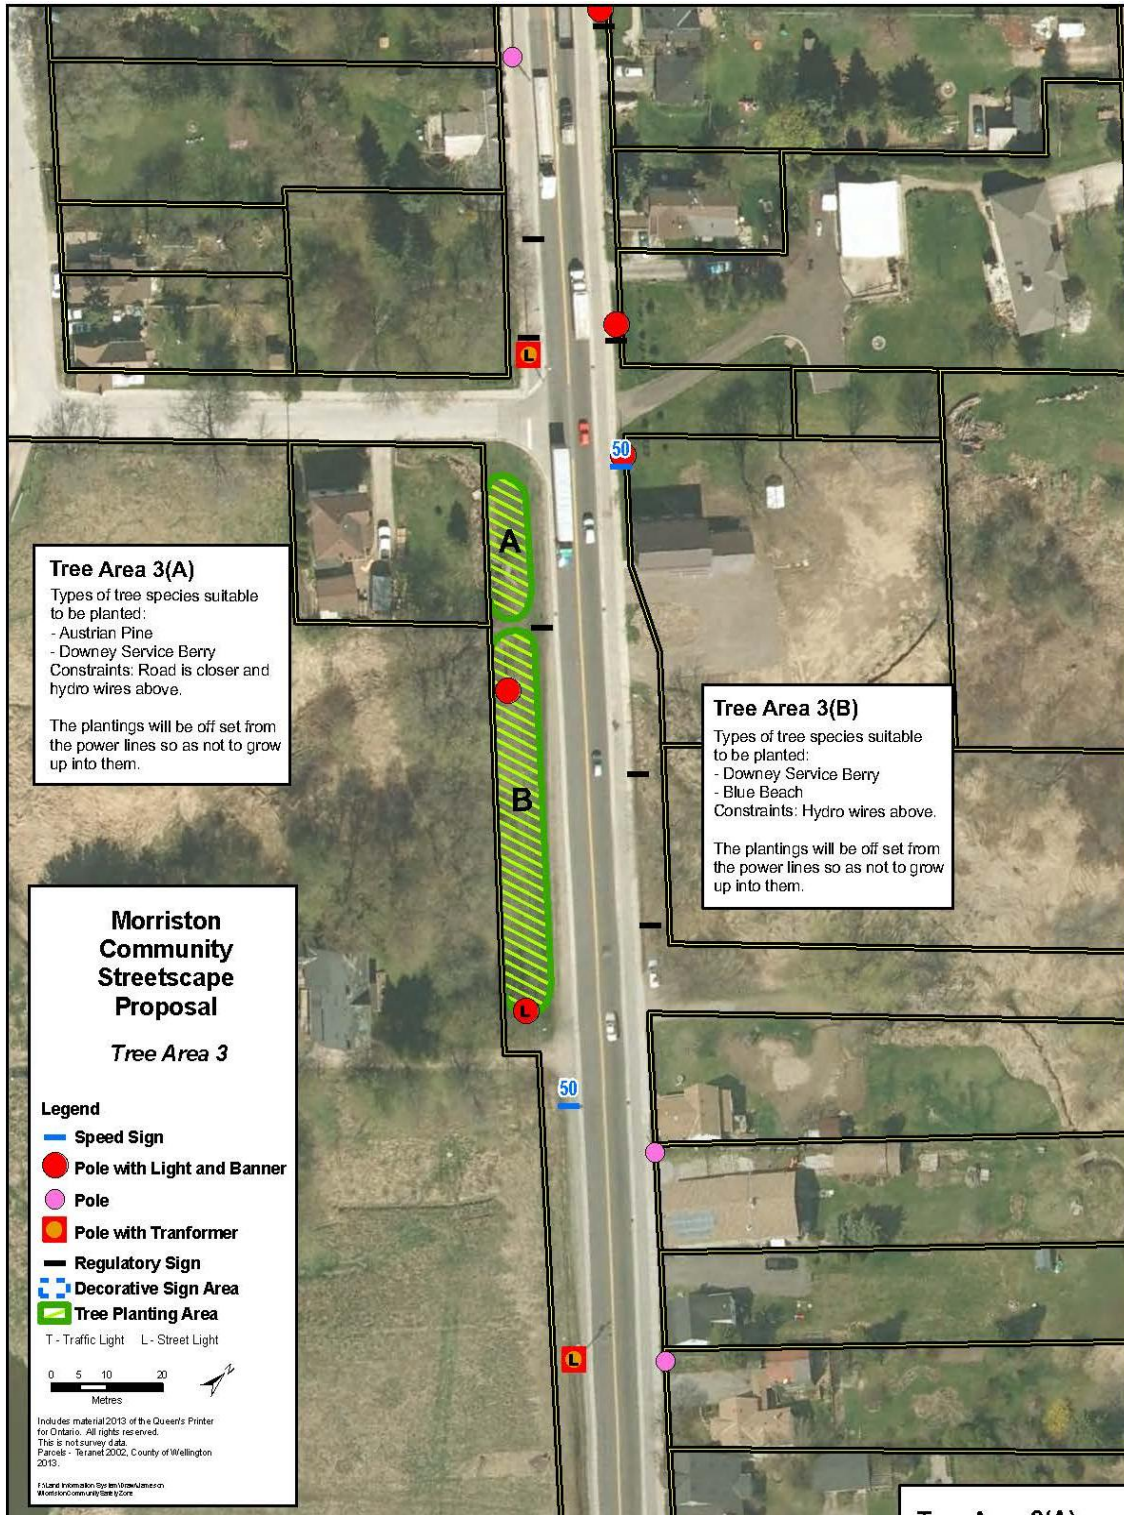 50
A
Tree Area 3(A)
Types of tree species suitable
to be planted:
- Austrian Pine
- Downey Service Berry
Constraints: Road is closer and
hydro wires above.
The plantings will be off set from
the power lines so as not to grow
up into them.
Tree Area 3(B)
Types of tree species suitable
to be planted:
- Downey Service Berry
- Blue Beach
Constraints: Hydro wires above.
The plantings will be off set from
the power lines so as not to grow
up into them.
B
L
L
50
L
Morriston
Community
Streetscape
Proposal
Tree Area 3
Legend
Speed Sign
Pole with Light and Banner
Pole
Pole with Tranformer
Regulatory Sign
Decorative Sign Area
Tree Planting Area
T - Traffic Light L - Street Light
0 5 10 20
Metres
N
Includes material 2013 of the Queen's Printer
for Ontario. All rights reserved.
This is not survey data.
Parcels - Teranet 2002, County of Wellington
2013.